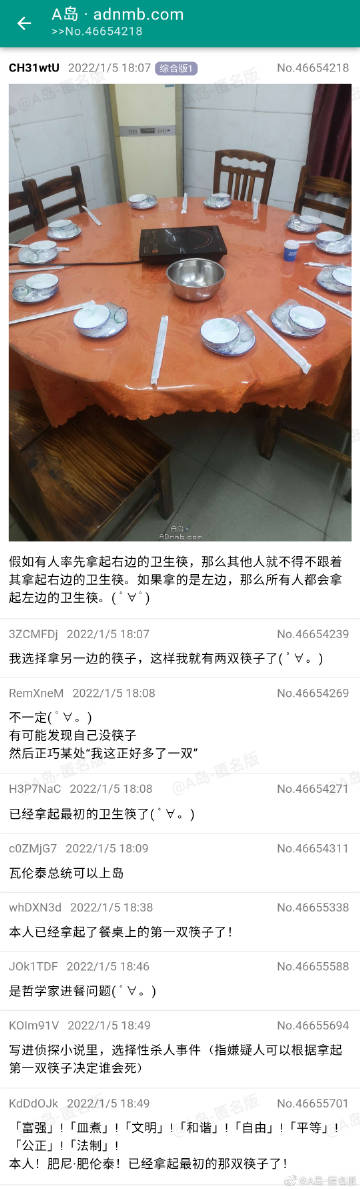 A岛 · adnmb.com
>>No.46654218
CH31wtU 2022/1/5 18:07 综合版1 No.46654218
A岛-
adnmb.com
假如有人率先拿起右边的卫生筷，那么其他人就不得不跟着
其拿起右边的卫生筷。如果拿的是左边，那么所有人都会拿
起左边的卫生筷。(ﾟ∀ﾟ)
3ZCMFDj 2022/1/5 18:07 No.46654239
我选择拿另一边的筷子，这样我就有两双筷子了(ﾟ∀。)
RemXneM 2022/1/5 18:08 No.46654269
不一定(ﾟ∀。)
有可能发现自己没筷子
然后正巧某处“我这正好多了一双”
H3P7NaC 2022/1/5 18:08 No.46654271
已经拿起最初的卫生筷了(ﾟ∀。)
c0ZMjG7 2022/1/5 18:09 No.46654311
瓦伦泰总统可以上岛
whDXN3d 2022/1/5 18:38 No.46655338
本人已经拿起了餐桌上的第一双筷子了！
JOk1TDF 2022/1/5 18:46 No.46655588
是哲学家进餐问题(ﾟ∀。)
KOlm91V 2022/1/5 18:49 No.46655694
写进侦探小说里，选择性杀人事件（指嫌疑人可以根据拿起
第一双筷子决定谁会死）
KdDdOJk 2022/1/5 18:49 No.46655701
「富强」！「皿煮」！「文明」！「和谐」！「自由」！「平等」！
「公正」！「法制」！
本人！肥尼·肥伦泰！已经拿起最初的那双筷子了！
@A岛-匿名版